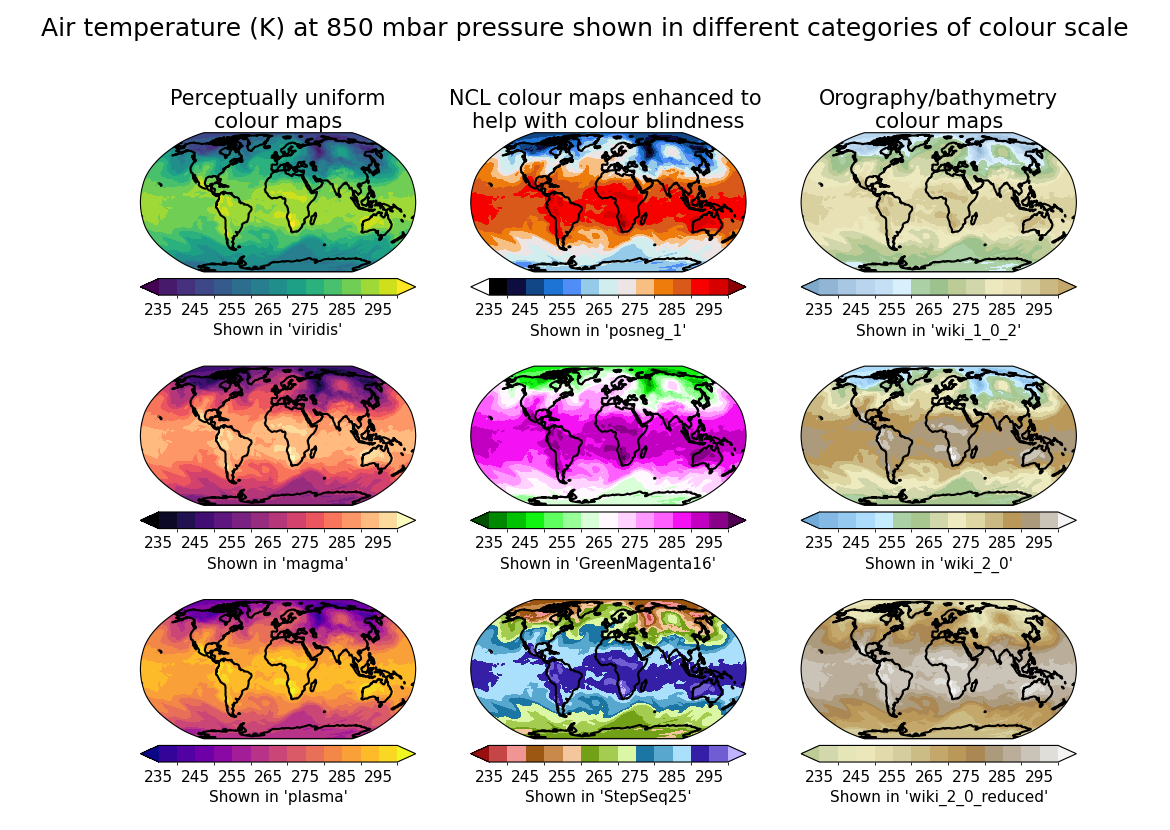 Air temperature (K) at 850 mbar pressure shown in different categories of colour scale
Perceptually uniform
colour maps
235 245 255 265 275 285 295
Shown in 'viridis'
NCL colour maps enhanced to
help with colour blindness
235 245 255 265 275 285 295
Shown in 'posneg_1'
Orography/bathymetry
colour maps
235 245 255 265 275 285 295
Shown in 'wiki_1_0_2'
235 245 255 265 275 285 295
Shown in 'magma'
235 245 255 265 275 285 295
Shown in 'GreenMagenta16'
235 245 255 265 275 285 295
Shown in 'wiki_2_0'
235 245 255 265 275 285 295
Shown in 'plasma'
235 245 255 265 275 285 295
Shown in 'StepSeq25'
235 245 255 265 275 285 295
Shown in 'wiki_2_0_reduced'